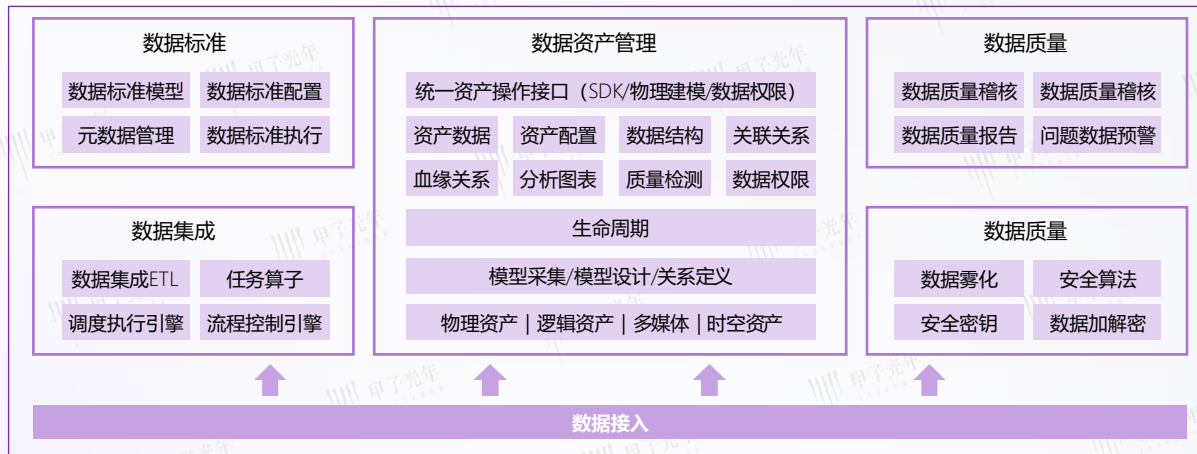 数据标准
数据标准模型 数据标准配置
元数据管理 数据标准执行
数据资产管理
统一资产操作接口（SDK/物理建模/数据权限）
资产数据 资产配置 数据结构 关联关系
血缘关系 分析图表 质量检测 数据权限
生命周期
模型采集/模型设计/关系定义
物理资产 | 逻辑资产 | 多媒体 | 时空资产
数据质量
数据质量稽核 数据质量稽核
数据质量报告 问题数据预警
数据集成
数据集成ETL 任务算子
调度执行引擎 流程控制引擎
数据质量
数据雾化 安全算法
安全密钥 数据加解密
数据接入
甲子光年